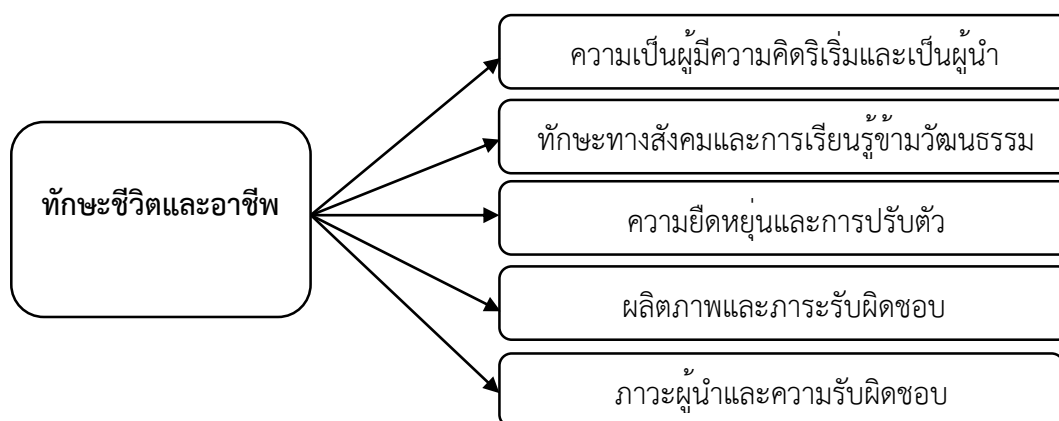 ความเป็นผู้มีความคิดริเริ่มและเป็นผู้นำ
ทักษะทางสังคมและการเรียนรู้ข้ามวัฒนธรรม
ทักษะชีวิตและอาชีพ
ความยืดหยุ่นและการปรับตัว
ผลิตภาพและภาระรับผิดชอบ
ภาวะผู้นำและความรับผิดชอบ